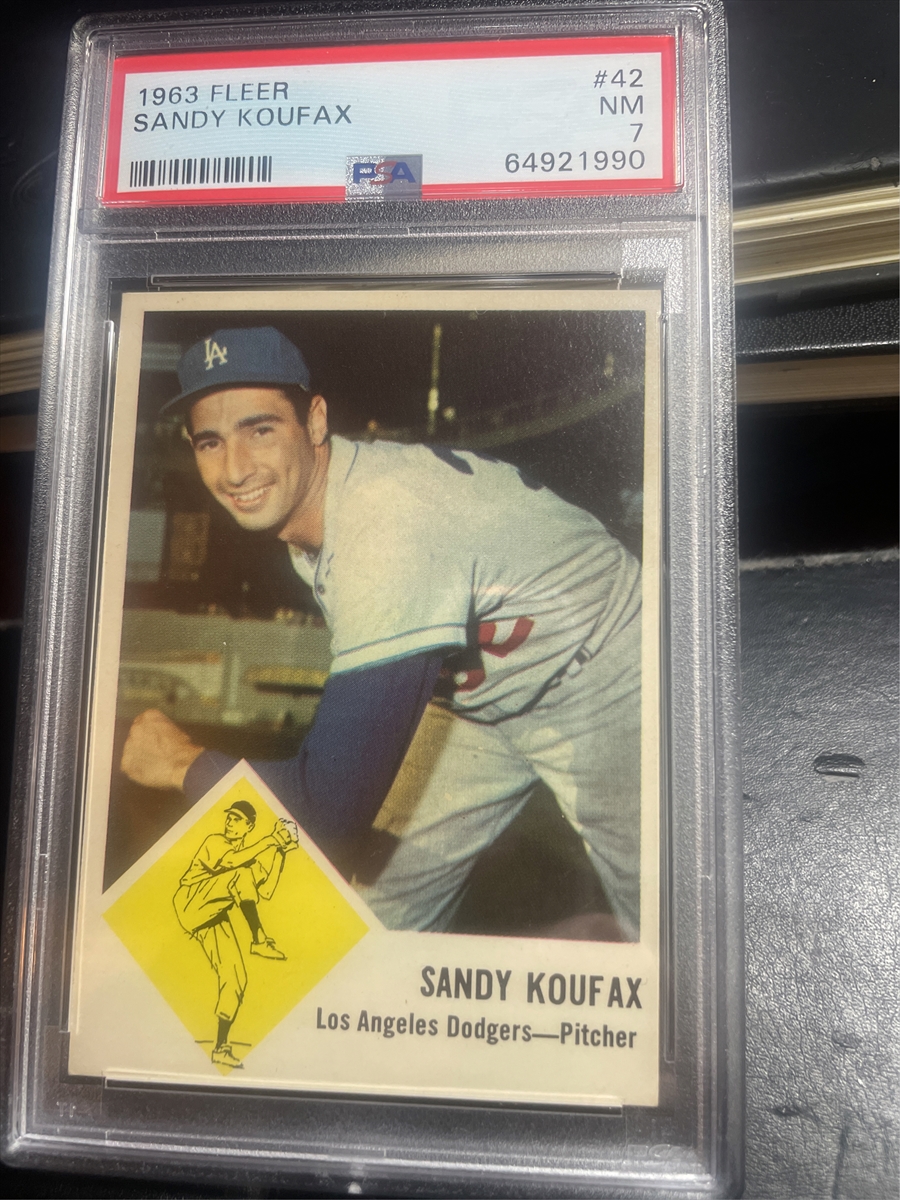 1963 FLEER #42
SANDY KOUFAX NM
7
PSA 64921990
LA
SANDY KOUFAX
Los Angeles Dodgers—Pitcher